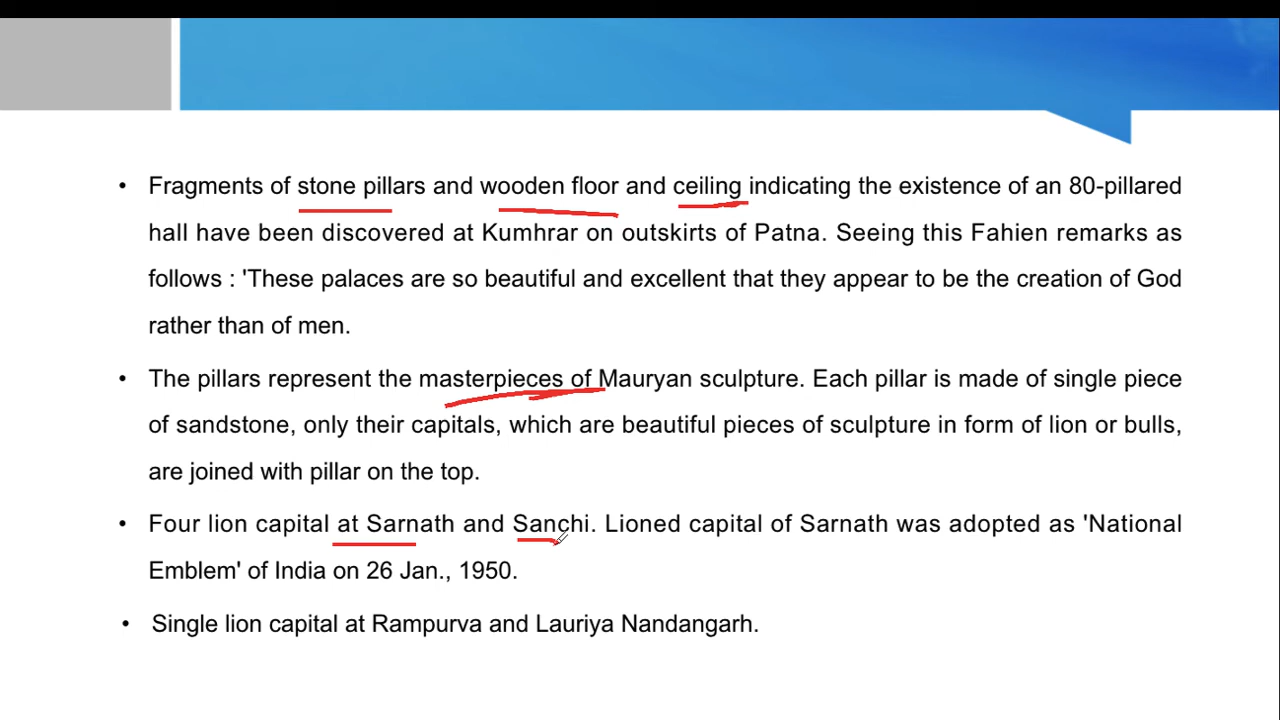 • Fragments of stone pillars and wooden floor and ceiling indicating the existence of an 80-pillared
hall have been discovered at Kumhrar on outskirts of Patna. Seeing this Fahien remarks as
follows : 'These palaces are so beautiful and excellent that they appear to be the creation of God
rather than of men.
• The pillars represent the masterpieces of Mauryan sculpture. Each pillar is made of single piece
of sandstone, only their capitals, which are beautiful pieces of sculpture in form of lion or bulls,
are joined with pillar on the top.
• Four lion capital at Sarnath and Sanchi. Lioned capital of Sarnath was adopted as 'National
Emblem' of India on 26 Jan., 1950.
• Single lion capital at Rampurva and Lauriya Nandangarh.